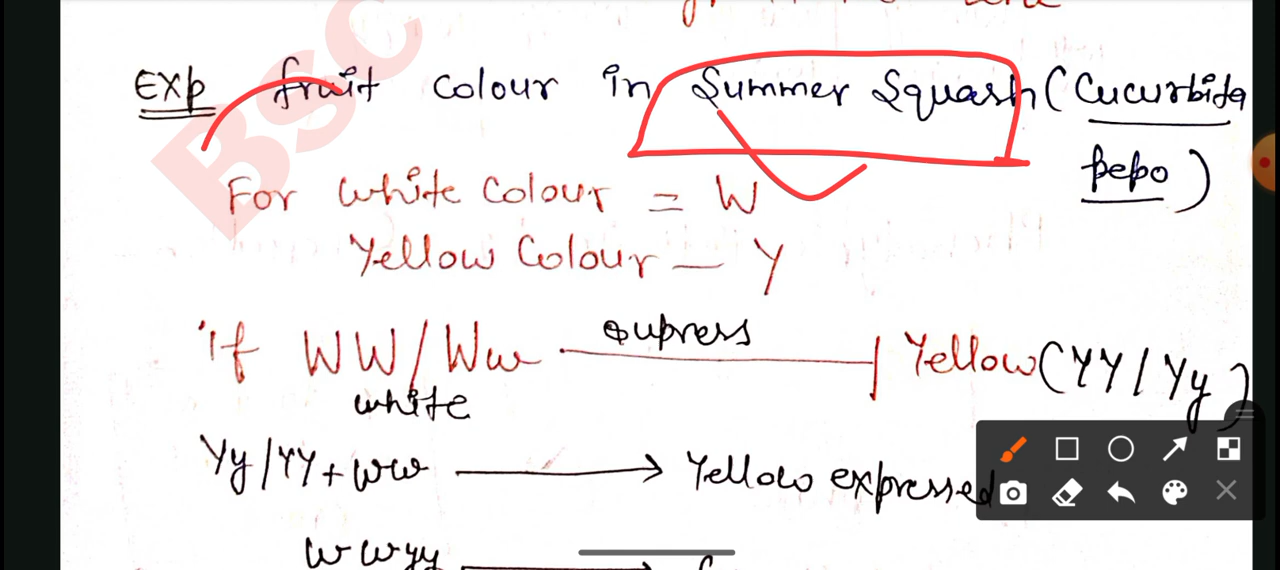 Exp fruit colour in Summer Squash (Cucurbita
pepo)
BSC
For White Colour = W
Yellow Colour – Y
If WW/Ww supress Yellow (YY/Yy)
white
Yy/YY + ww → Yellow expressed
wwyy